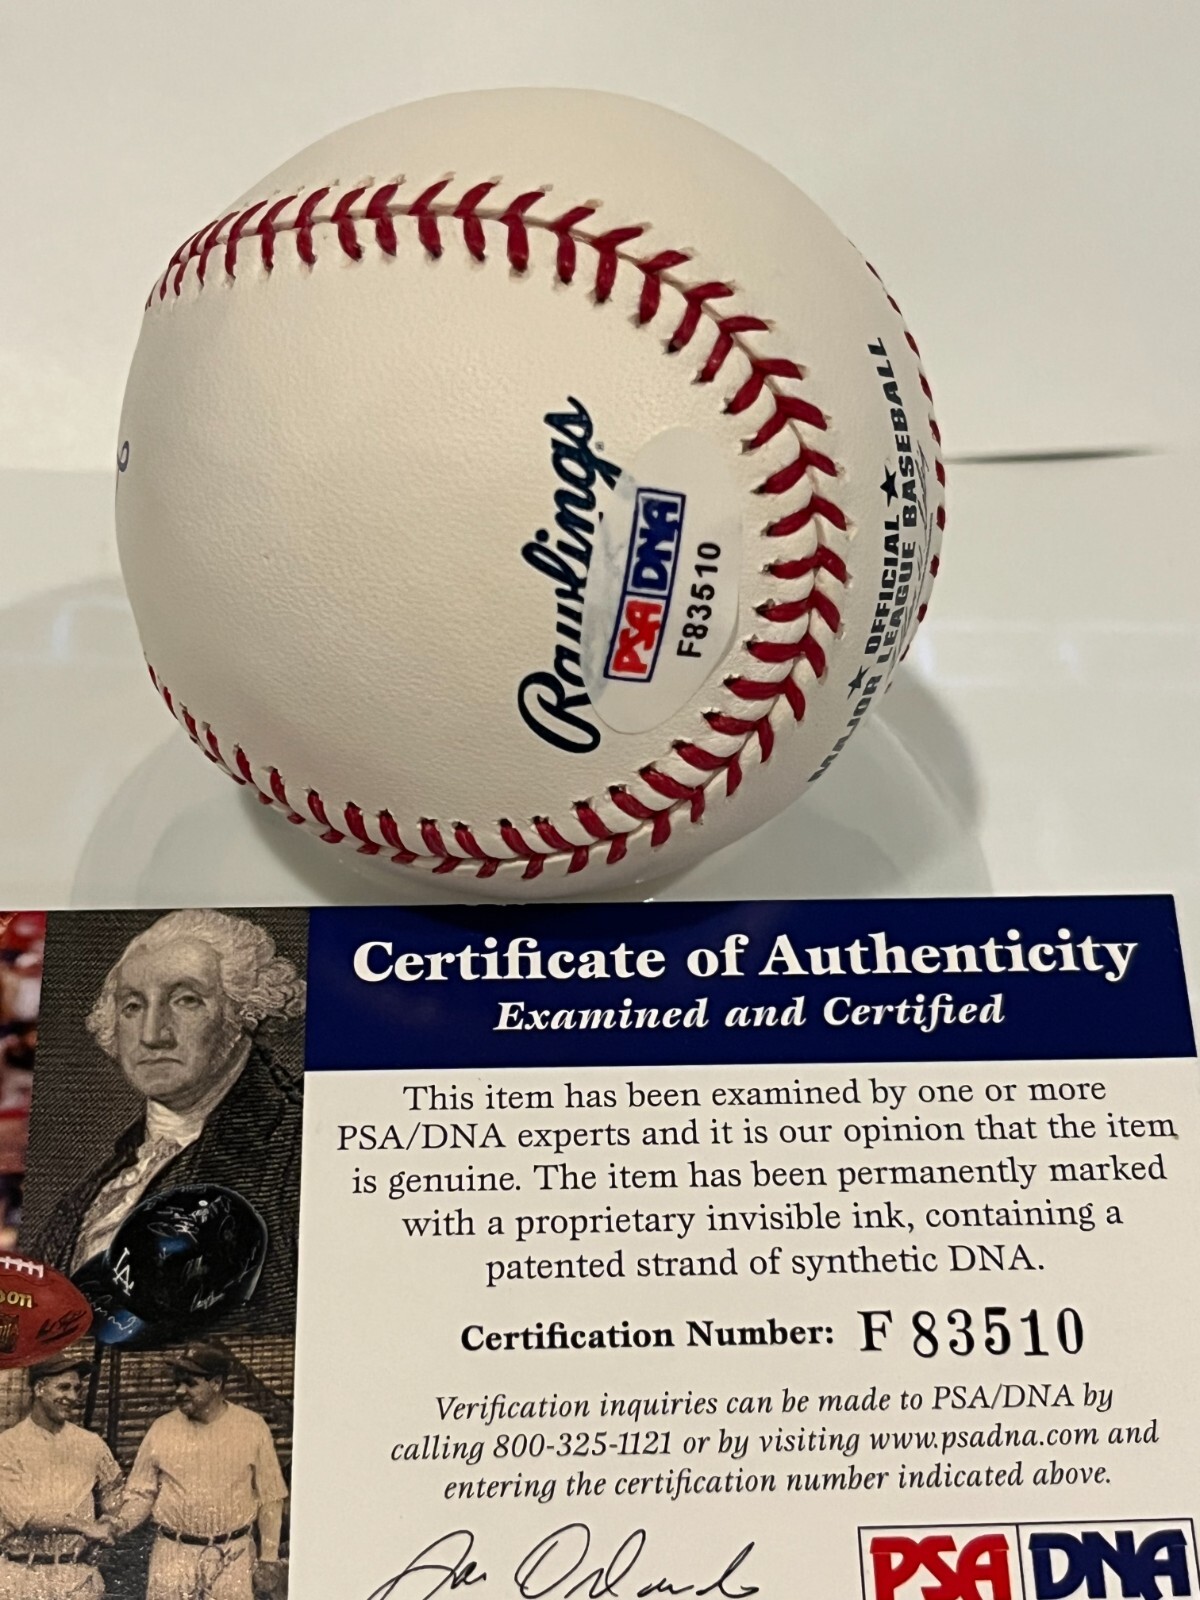 Rawlings
PSA DNA
F83510
OFFICIAL
MAJOR LEAGUE BASEBALL
Certificate of Authenticity
Examined and Certified
This item has been examined by one or more
PSA/DNA experts and it is our opinion that the item
is genuine. The item has been permanently marked
with a proprietary invisible ink, containing a
patented strand of synthetic DNA.
Certification Number: F 83510
Verification inquiries can be made to PSA/DNA by
calling 800-325-1121 or by visiting www.psadna.com and
entering the certification number indicated above.
Joe Orlando
PSA DNA
LA